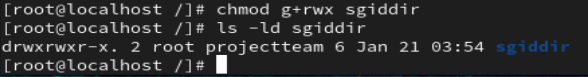 [root@localhost /]# chmod g+rwx sgiddir
[root@localhost /]# ls -ld sgiddir
drwxrwxr-x. 2 root projectteam 6 Jan 21 03:54 sgiddir
[root@localhost /]#